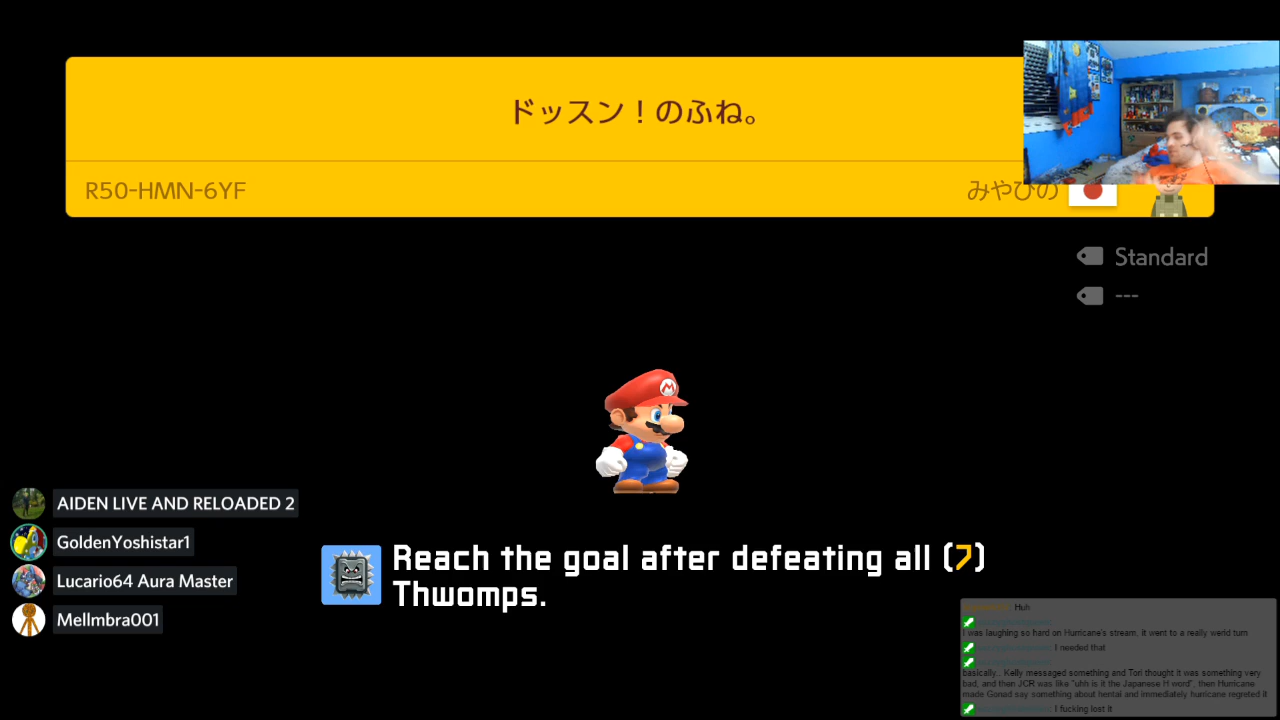 ドッスン！のふね。
R50-HMN-6YF
みやびの
Standard
---
AIDEN LIVE AND RELOADED 2
GoldenYoshistar1
Lucario64 Aura Master
Mellmbra001
Reach the goal after defeating all (7)
Thwomps.
Huh
I was laughing so hard on Hurricane's stream, it went to a really werid turn
I needed that
basically.. Kelly messaged something and Tori thought it was something very
bad, and then JCR was like "uhh is it the Japanese H word", then Hurricane
made Gonad say something about hentai and immediately hurricane regretted it
: I fucking lost it